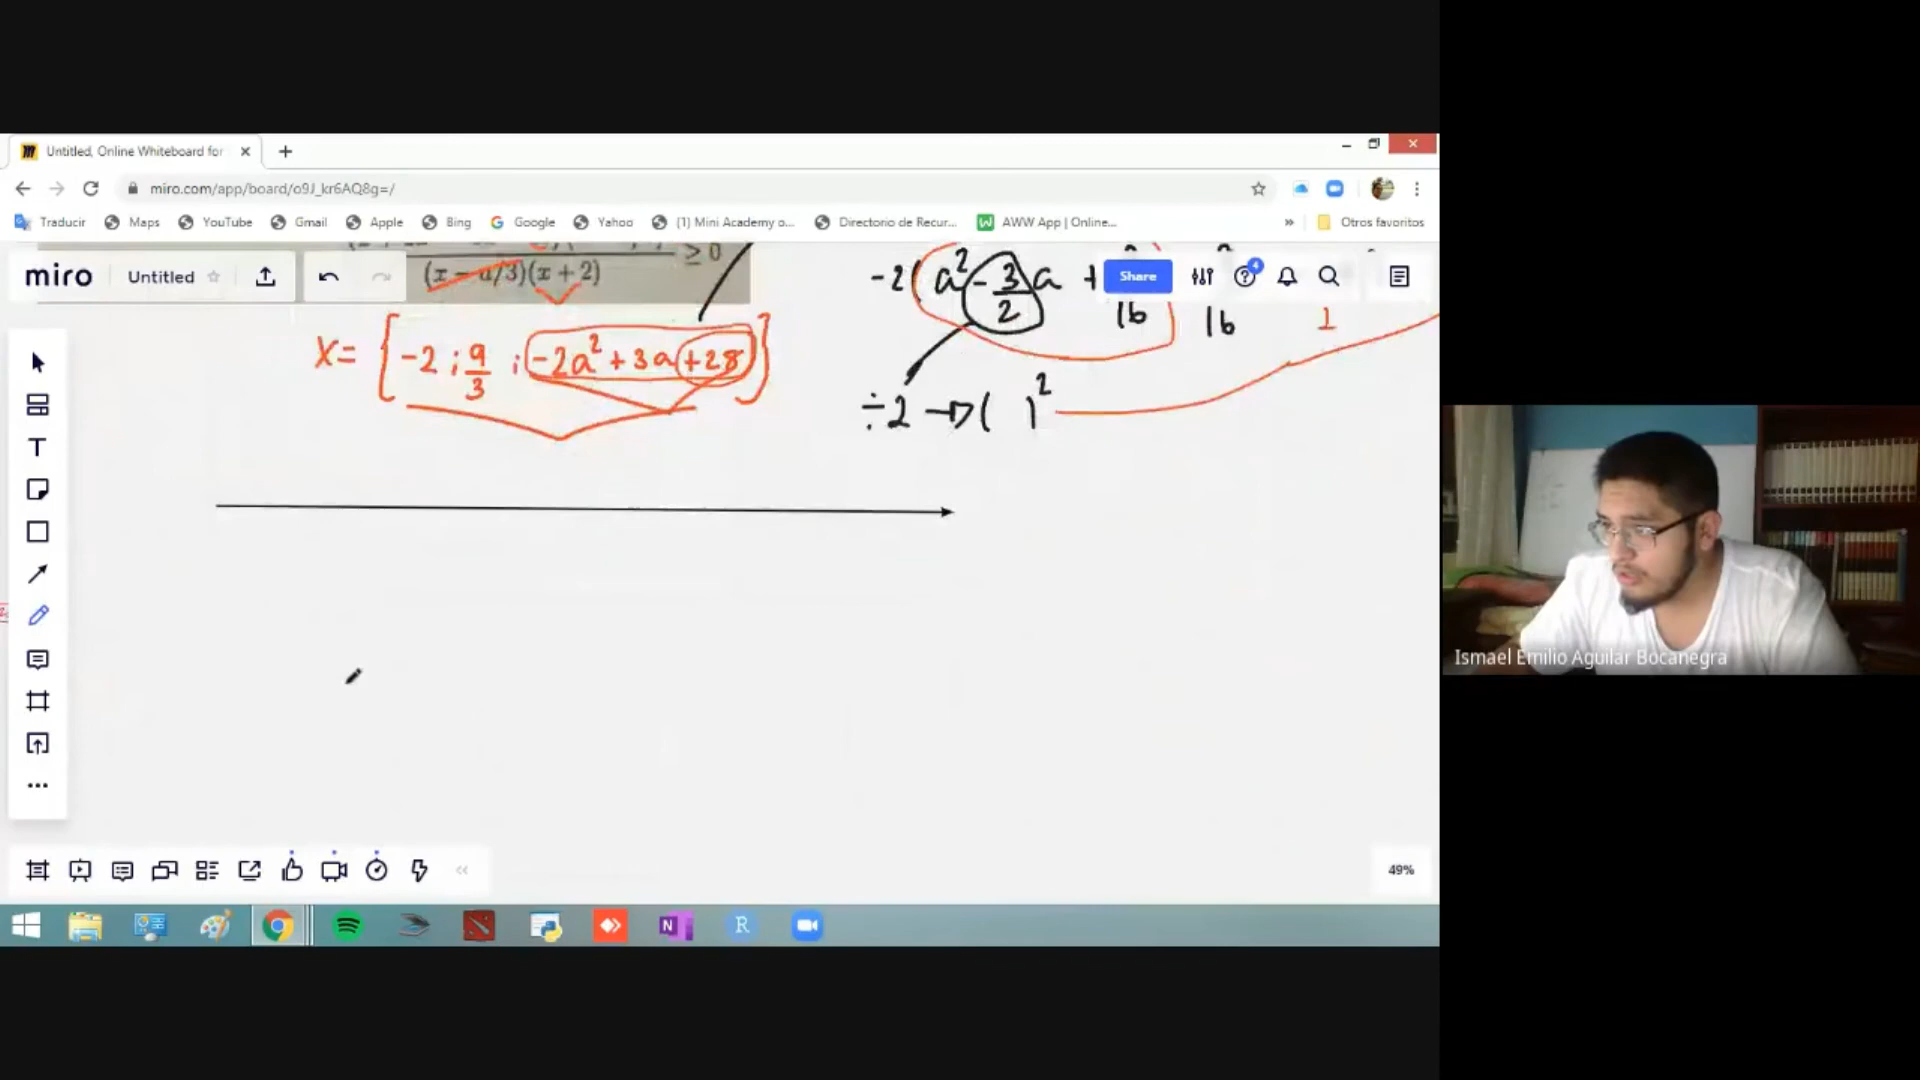 Untitled, Online Whiteboard for
miro.com/app/board/o9J_kr6AQ8g=/
Traducir Maps YouTube Gmail Apple Bing Google Yahoo (1) Mini Academy o... Directorio de Recur... AWW App | Online... » Otros favoritos
miro Untitled
Share
4
≥ 0
(x - a/3)(x + 2)
x = { -2 ; a/3 ; -2a² + 3a + 28 }
-2( a² - 3/2 a +
16 16 1
÷2 → ( )²
49%
N R
Ismael Emilio Aguilar Bocanegra